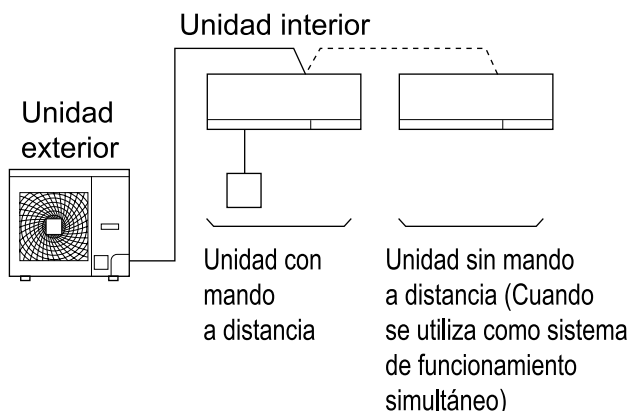 Unidad interior
Unidad
exterior
Unidad con
mando
a distancia
Unidad sin mando
a distancia (Cuando
se utiliza como sistema
de funcionamiento
simultáneo)